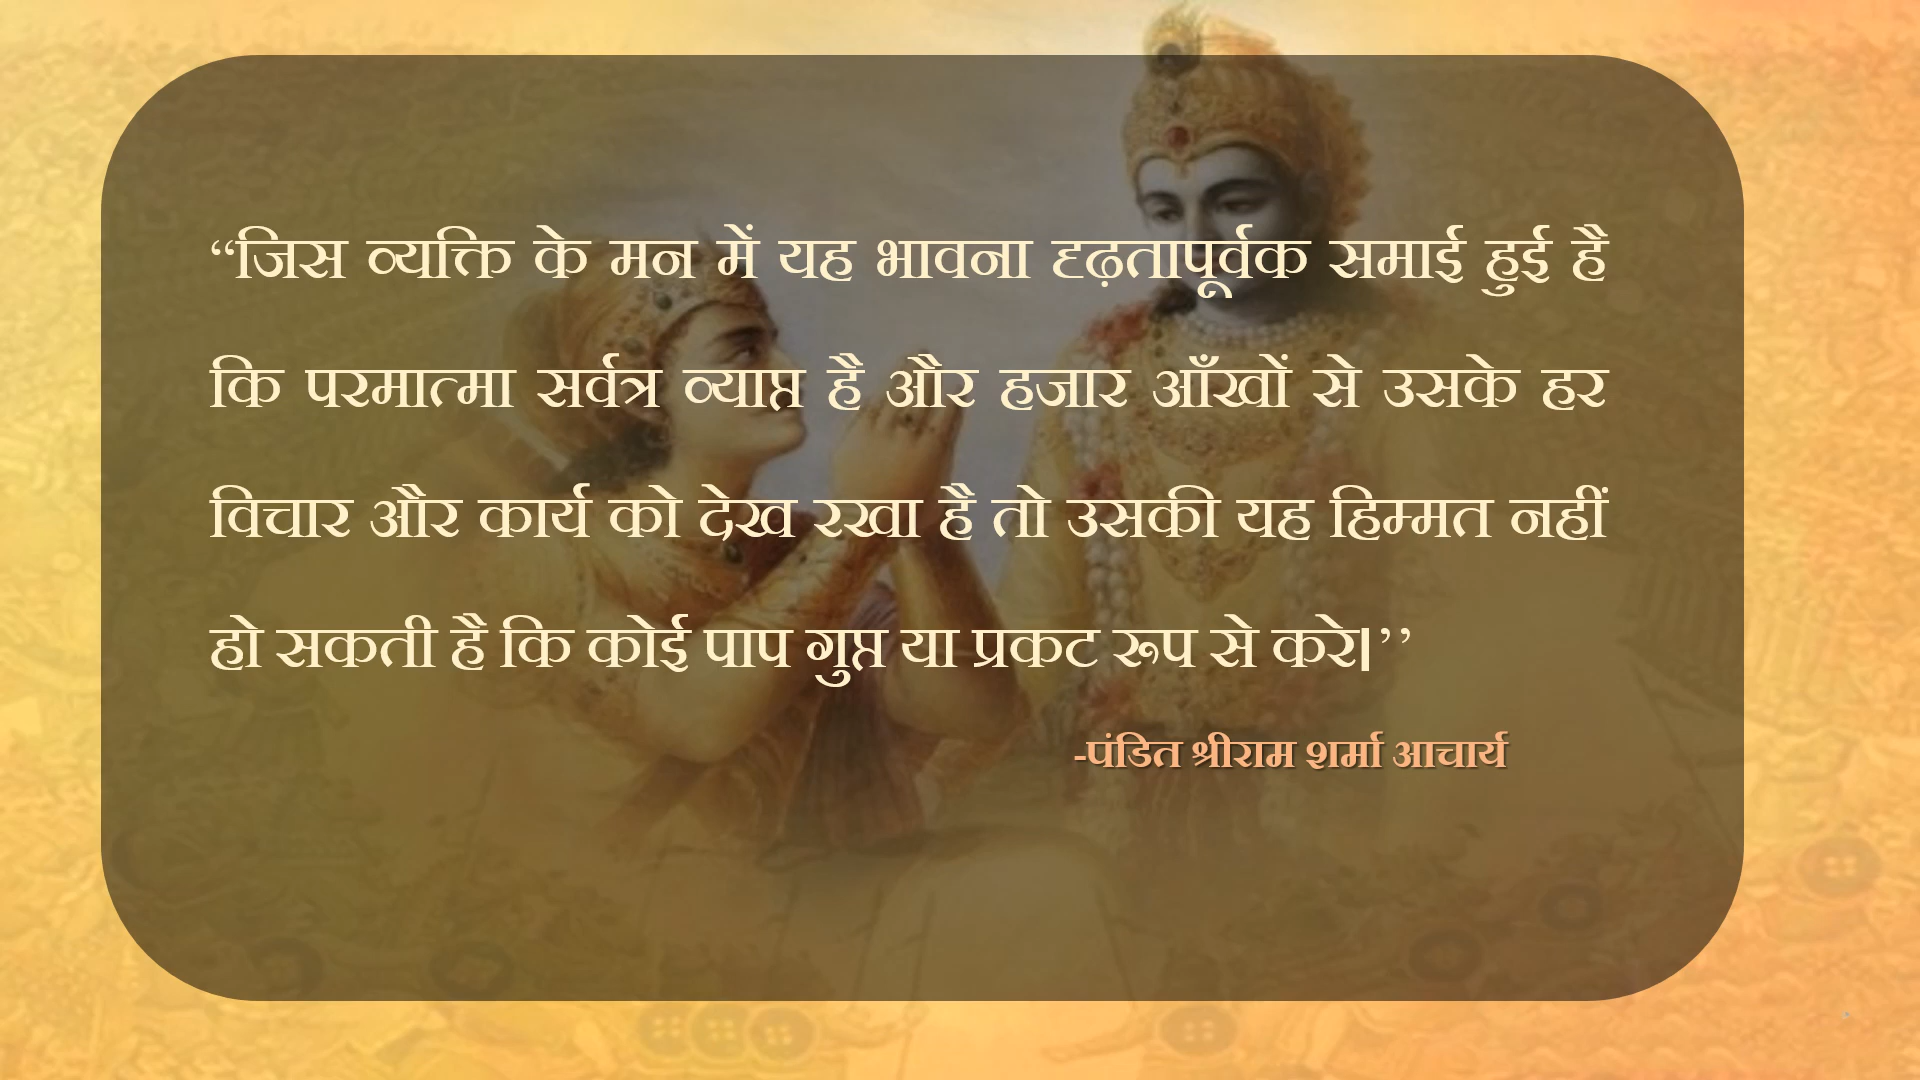 “जिस व्यक्ति के मन में यह भावना दृढ़तापूर्वक समाई हुई है
कि परमात्मा सर्वत्र व्याप्त है और हजार आँखों से उसके हर
विचार और कार्य को देख रखा है तो उसकी यह हिम्मत नहीं
हो सकती है कि कोई पाप गुप्त या प्रकट रूप से करे।’’
-पंडित श्रीराम शर्मा आचार्य